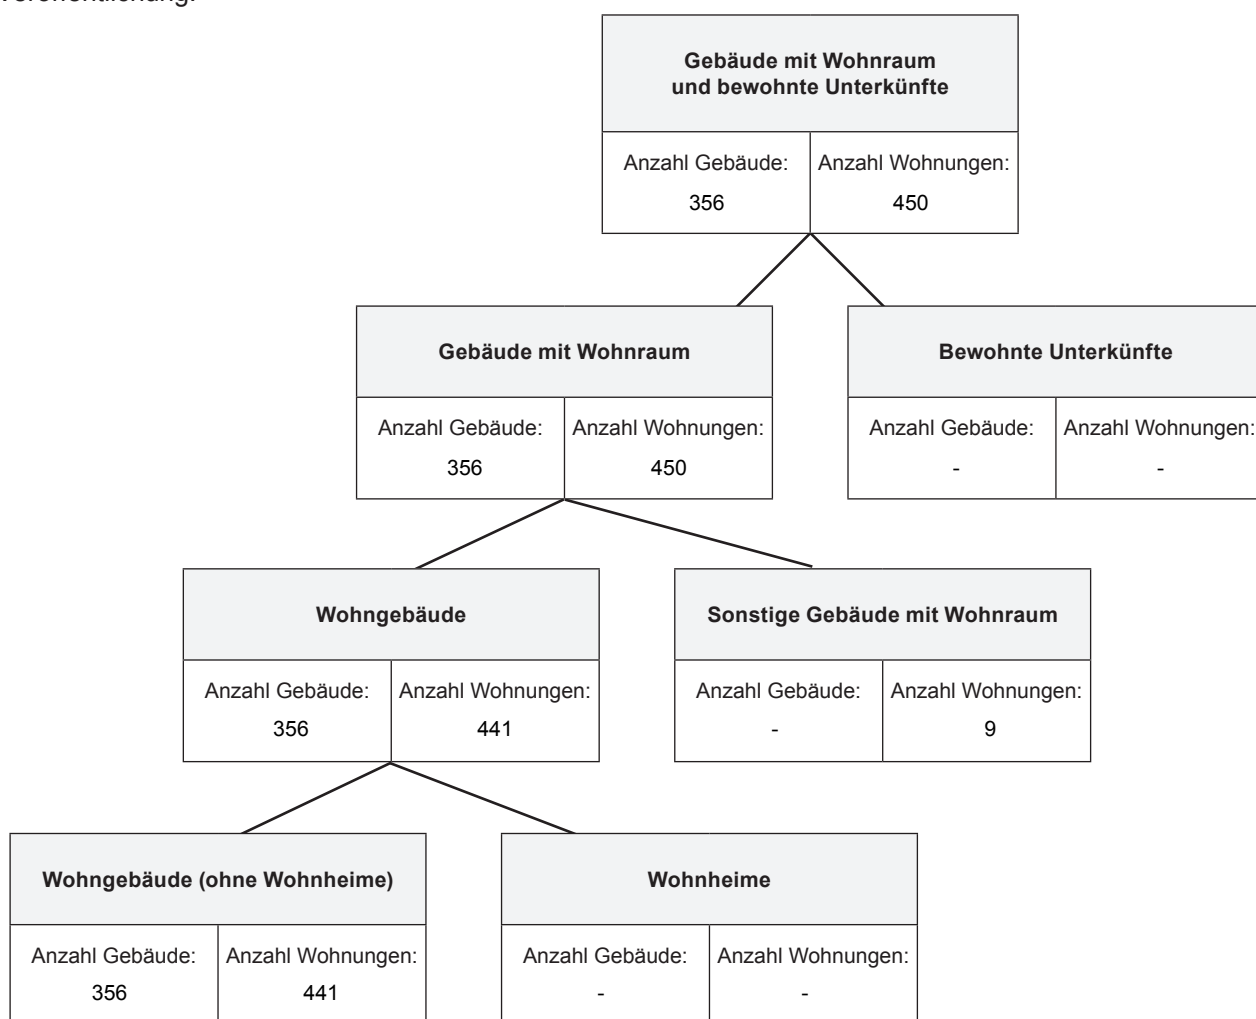 Veröffentlichung.
Gebäude mit Wohnraum
und bewohnte Unterkünfte
Anzahl Gebäude: Anzahl Wohnungen:
356 450
Gebäude mit Wohnraum
Anzahl Gebäude: Anzahl Wohnungen:
356 450
Bewohnte Unterkünfte
Anzahl Gebäude: Anzahl Wohnungen:
- -
Wohngebäude
Anzahl Gebäude: Anzahl Wohnungen:
356 441
Sonstige Gebäude mit Wohnraum
Anzahl Gebäude: Anzahl Wohnungen:
- 9
Wohngebäude (ohne Wohnheime)
Anzahl Gebäude: Anzahl Wohnungen:
356 441
Wohnheime
Anzahl Gebäude: Anzahl Wohnungen:
- -